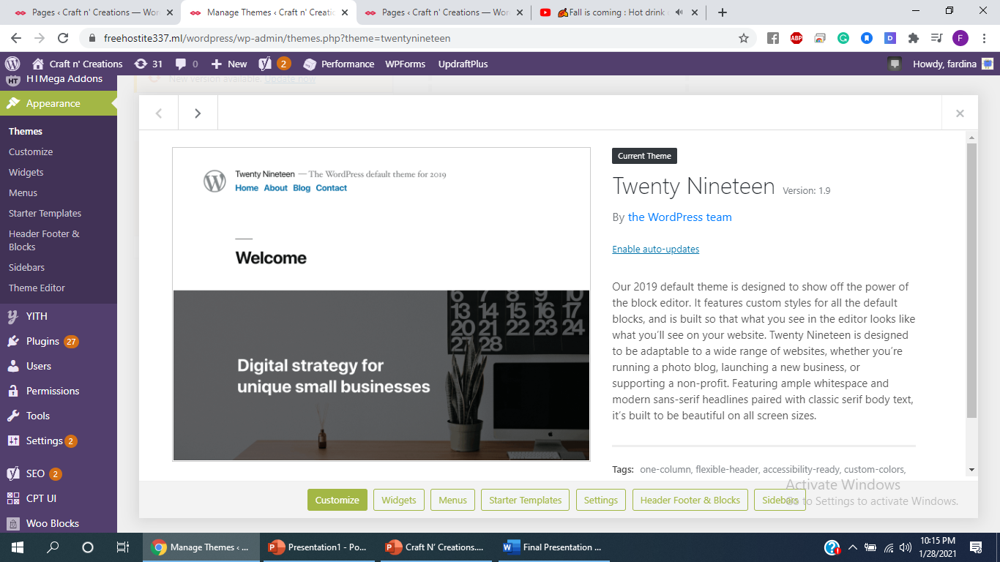 Pages ‹ Craft n' Creations — Wor
Manage Themes ‹ Craft n' Creatio
Pages ‹ Craft n' Creations — Wor
Fall is coming : Hot drink
freehostite337.ml/wordpress/wp-admin/themes.php?theme=twentynineteen
ABP
G
D
F
Craft n' Creations
31
0
New
2
Performance
WPForms
UpdraftPlus
Howdy, fardina
New version available. Update now
HT
HTMega Addons
Appearance
Themes
Customize
Widgets
Menus
Starter Templates
Header Footer &
Blocks
Sidebars
Theme Editor
YITH
Plugins 27
Users
Permissions
Tools
Settings 2
SEO 2
CPT UI
Woo Blocks
Twenty Nineteen — The WordPress default theme for 2019
Home About Blog Contact
Welcome
6 7 8 9 10
13 14 15 16 17
20 21 22 23 24
27 28
Digital strategy for
unique small businesses
Current Theme
Twenty Nineteen Version: 1.9
By the WordPress team
Enable auto-updates
Our 2019 default theme is designed to show off the power of
the block editor. It features custom styles for all the default
blocks, and is built so that what you see in the editor looks like
what you'll see on your website. Twenty Nineteen is designed
to be adaptable to a wide range of websites, whether you're
running a photo blog, launching a new business, or
supporting a non-profit. Featuring ample whitespace and
modern sans-serif headlines paired with classic serif body text,
it's built to be beautiful on all screen sizes.
Tags: one-column, flexible-header, accessibility-ready, custom-colors,
Customize
Widgets
Menus
Starter Templates
Settings
Header Footer & Blocks
Sidebars
Activate Windows
Go to Settings to activate Windows.
Manage Themes ‹ ...
Presentation1 - Po...
Craft N' Creations....
Final Presentation ...
10:15 PM
1/28/2021